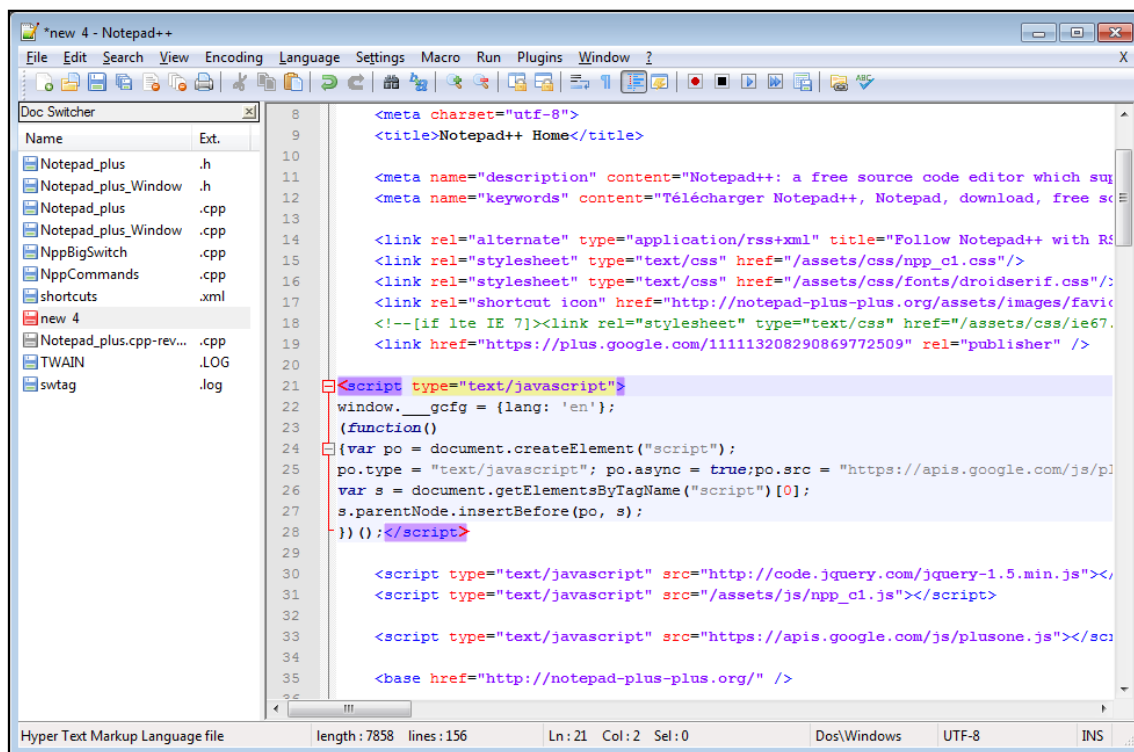 *new 4 - Notepad++
File Edit Search View Encoding Language Settings Macro Run Plugins Window ? X
Doc Switcher
Name Ext.
Notepad_plus .h
Notepad_plus_Window .h
Notepad_plus .cpp
Notepad_plus_Window .cpp
NppBigSwitch .cpp
NppCommands .cpp
shortcuts .xml
new 4
Notepad_plus.cpp-rev... .cpp
TWAIN .LOG
swtag .log
8 <meta charset="utf-8">
9 <title>Notepad++ Home</title>
10
11 <meta name="description" content="Notepad++: a free source code editor which sup
12 <meta name="keywords" content="Télécharger Notepad++, Notepad, download, free so
13
14 <link rel="alternate" type="application/rss+xml" title="Follow Notepad++ with RS
15 <link rel="stylesheet" type="text/css" href="/assets/css/npp_c1.css"/>
16 <link rel="stylesheet" type="text/css" href="/assets/css/fonts/droidserif.css"/>
17 <link rel="shortcut icon" href="http://notepad-plus-plus.org/assets/images/favic
18 <!--[if lte IE 7]><link rel="stylesheet" type="text/css" href="/assets/css/ie67.
19 <link href="https://plus.google.com/111113208290869772509" rel="publisher" />
20
21 <script type="text/javascript">
22 window.___gcfg = {lang: 'en'};
23 (function()
24 {var po = document.createElement("script");
25 po.type = "text/javascript"; po.async = true;po.src = "https://apis.google.com/js/pl
26 var s = document.getElementsByTagName("script")[0];
27 s.parentNode.insertBefore(po, s);
28 })();</script>
29
30 <script type="text/javascript" src="http://code.jquery.com/jquery-1.5.min.js"></
31 <script type="text/javascript" src="/assets/js/npp_c1.js"></script>
32
33 <script type="text/javascript" src="https://apis.google.com/js/plusone.js"></scr
34
35 <base href="http://notepad-plus-plus.org/" />
Hyper Text Markup Language file length : 7858 lines : 156 Ln : 21 Col : 2 Sel : 0 Dos\Windows UTF-8 INS